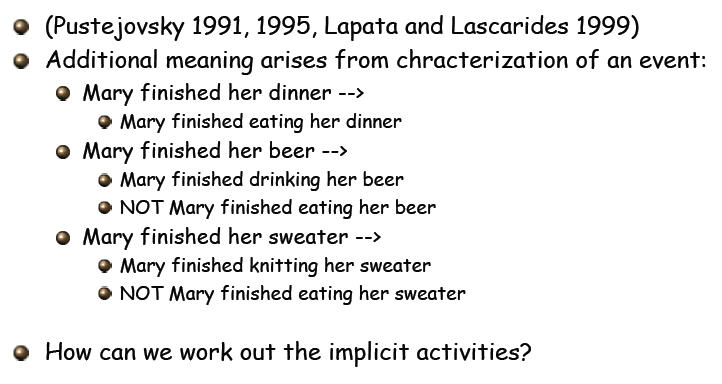 (Pustejovsky 1991, 1995, Lapata and Lascarides 1999)
Additional meaning arises from chracterization of an event:
Mary finished her dinner -->
Mary finished eating her dinner
Mary finished her beer -->
Mary finished drinking her beer
NOT Mary finished eating her beer
Mary finished her sweater -->
Mary finished knitting her sweater
NOT Mary finished eating her sweater
How can we work out the implicit activities?